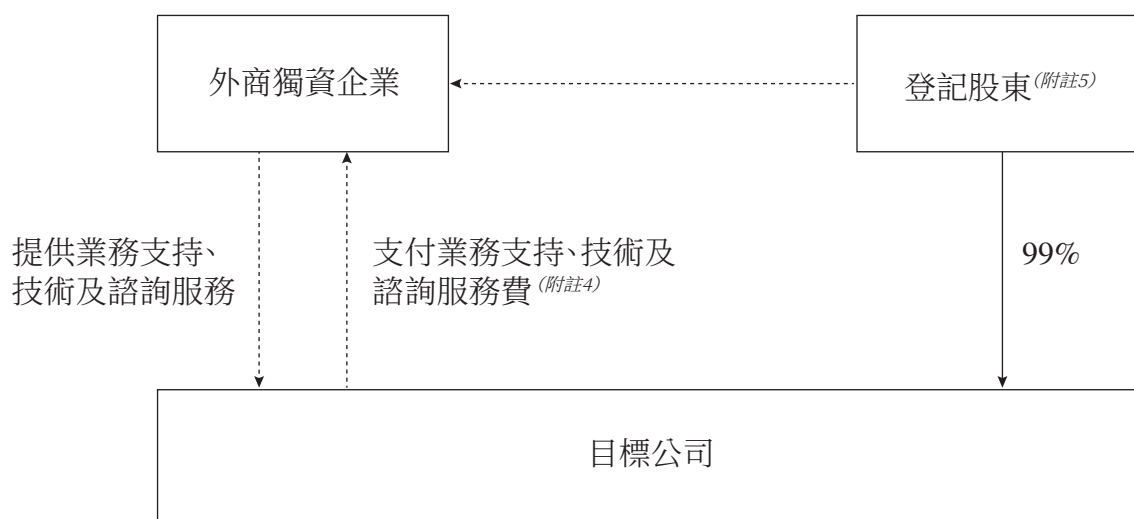 外商獨資企業
登記股東(附註5)
提供業務支持、
技術及諮詢服務
支付業務支持、技術及
諮詢服務費(附註4)
99%
目標公司